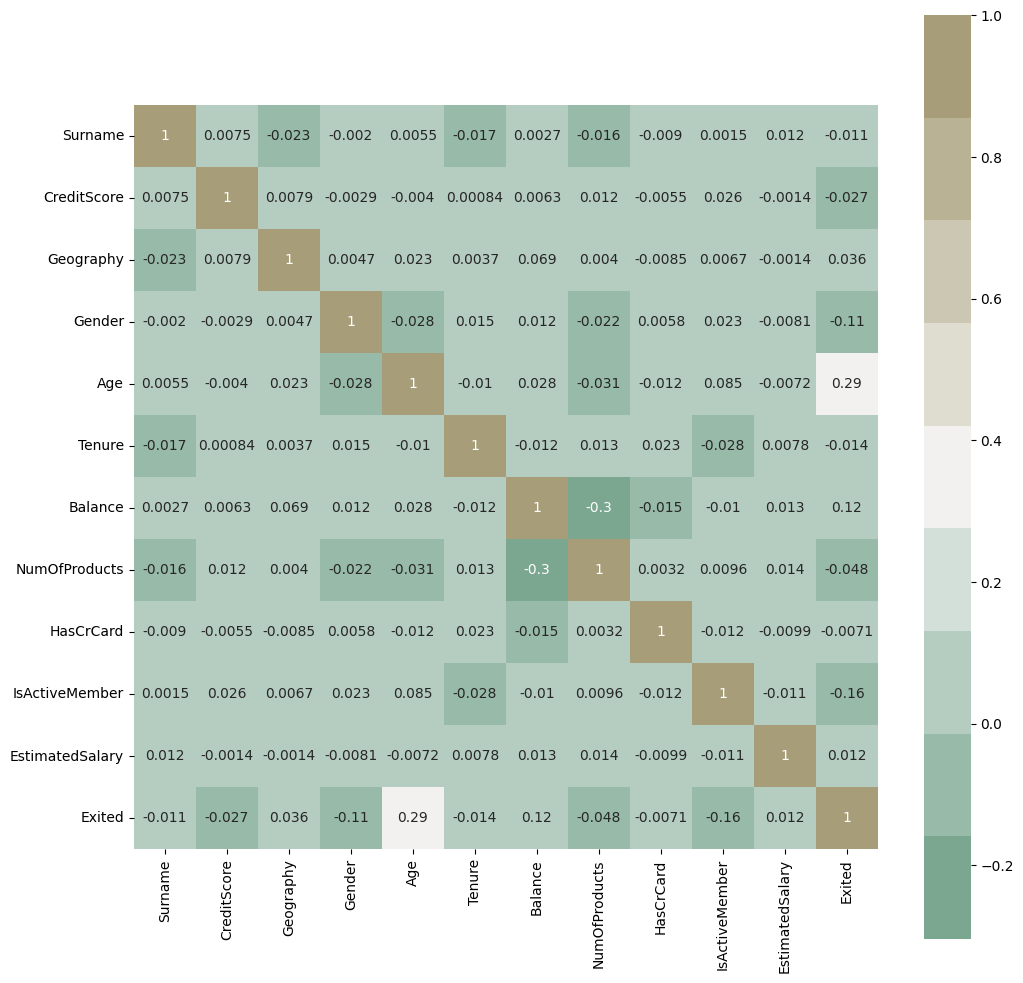 1.0
0.8
0.6
0.4
0.2
0.0
−0.2
Surname 1 0.0075 -0.023 -0.002 0.0055 -0.017 0.0027 -0.016 -0.009 0.0015 0.012 -0.011
CreditScore 0.0075 1 0.0079 -0.0029 -0.004 0.00084 0.0063 0.012 -0.0055 0.026 -0.0014 -0.027
Geography -0.023 0.0079 1 0.0047 0.023 0.0037 0.069 0.004 -0.0085 0.0067 -0.0014 0.036
Gender -0.002 -0.0029 0.0047 1 -0.028 0.015 0.012 -0.022 0.0058 0.023 -0.0081 -0.11
Age 0.0055 -0.004 0.023 -0.028 1 -0.01 0.028 -0.031 -0.012 0.085 -0.0072 0.29
Tenure -0.017 0.00084 0.0037 0.015 -0.01 1 -0.012 0.013 0.023 -0.028 0.0078 -0.014
Balance 0.0027 0.0063 0.069 0.012 0.028 -0.012 1 -0.3 -0.015 -0.01 0.013 0.12
NumOfProducts -0.016 0.012 0.004 -0.022 -0.031 0.013 -0.3 1 0.0032 0.0096 0.014 -0.048
HasCrCard -0.009 -0.0055 -0.0085 0.0058 -0.012 0.023 -0.015 0.0032 1 -0.012 -0.0099 -0.0071
IsActiveMember 0.0015 0.026 0.0067 0.023 0.085 -0.028 -0.01 0.0096 -0.012 1 -0.011 -0.16
EstimatedSalary 0.012 -0.0014 -0.0014 -0.0081 -0.0072 0.0078 0.013 0.014 -0.0099 -0.011 1 0.012
Exited -0.011 -0.027 0.036 -0.11 0.29 -0.014 0.12 -0.048 -0.0071 -0.16 0.012 1
Surname
CreditScore
Geography
Gender
Age
Tenure
Balance
NumOfProducts
HasCrCard
IsActiveMember
EstimatedSalary
Exited